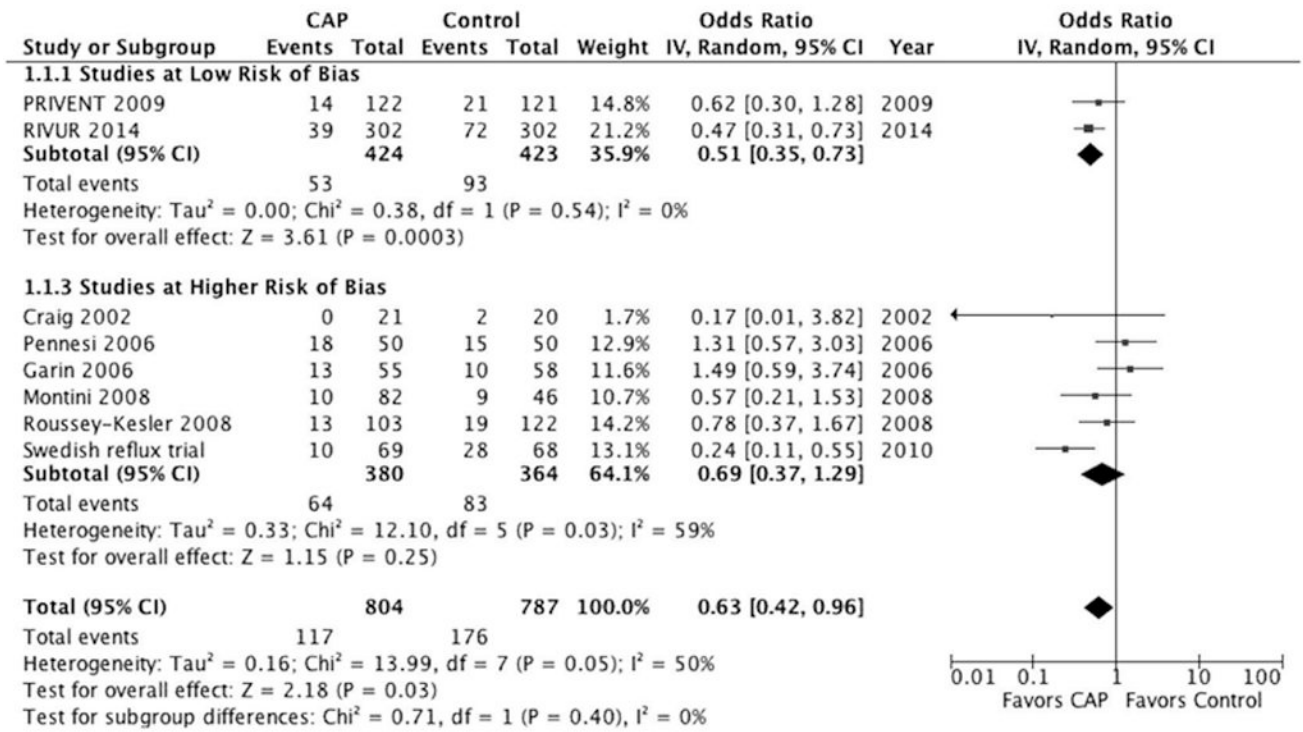 CAP Control Odds Ratio Odds Ratio
Study or Subgroup Events Total Events Total Weight IV, Random, 95% CI Year IV, Random, 95% CI
1.1.1 Studies at Low Risk of Bias
PRIVENT 2009 14 122 21 121 14.8% 0.62 [0.30, 1.28] 2009
RIVUR 2014 39 302 72 302 21.2% 0.47 [0.31, 0.73] 2014
Subtotal (95% CI) 424 423 35.9% 0.51 [0.35, 0.73]
Total events 53 93
Heterogeneity: Tau² = 0.00; Chi² = 0.38, df = 1 (P = 0.54); I² = 0%
Test for overall effect: Z = 3.61 (P = 0.0003)
1.1.3 Studies at Higher Risk of Bias
Craig 2002 0 21 2 20 1.7% 0.17 [0.01, 3.82] 2002
Pennesi 2006 18 50 15 50 12.9% 1.31 [0.57, 3.03] 2006
Garin 2006 13 55 10 58 11.6% 1.49 [0.59, 3.74] 2006
Montini 2008 10 82 9 46 10.7% 0.57 [0.21, 1.53] 2008
Roussey-Kesler 2008 13 103 19 122 14.2% 0.78 [0.37, 1.67] 2008
Swedish reflux trial 10 69 28 68 13.1% 0.24 [0.11, 0.55] 2010
Subtotal (95% CI) 380 364 64.1% 0.69 [0.37, 1.29]
Total events 64 83
Heterogeneity: Tau² = 0.33; Chi² = 12.10, df = 5 (P = 0.03); I² = 59%
Test for overall effect: Z = 1.15 (P = 0.25)
Total (95% CI) 804 787 100.0% 0.63 [0.42, 0.96]
Total events 117 176
Heterogeneity: Tau² = 0.16; Chi² = 13.99, df = 7 (P = 0.05); I² = 50%
Test for overall effect: Z = 2.18 (P = 0.03)
Test for subgroup differences: Chi² = 0.71, df = 1 (P = 0.40), I² = 0%
0.01 0.1 1 10 100
Favors CAP Favors Control